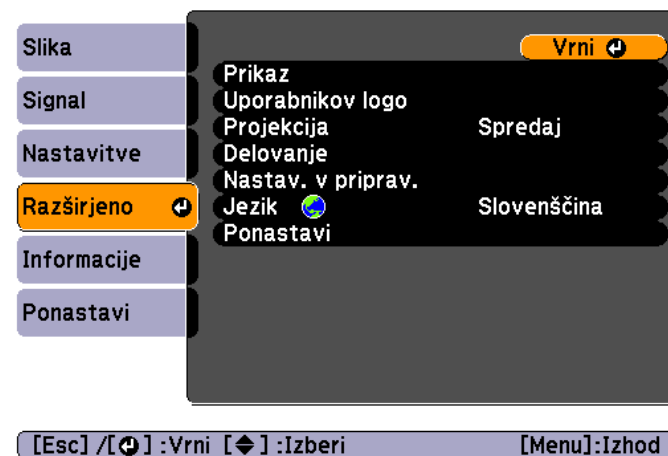 Slika
Signal
Nastavitve
Razširjeno
Informacije
Ponastavi
Vrni
Prikaz
Uporabnikov logo
Projekcija Spredaj
Delovanje
Nastav. v priprav.
Jezik Slovenščina
Ponastavi
[Esc] /[ ] :Vrni [ ] :Izberi [Menu]:Izhod